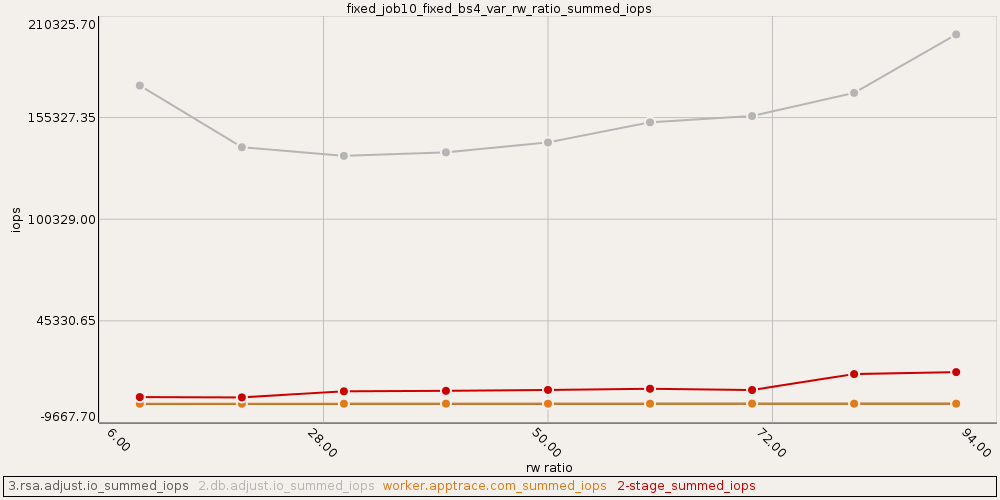 fixed_job10_fixed_bs4_var_rw_ratio_summed_iops
210325.70
155327.35
100329.00
45330.65
-9667.70
iops
6.00 28.00 50.00 72.00 94.00
rw ratio
3.rsa.adjust.io_summed_iops 2.db.adjust.io_summed_iops worker.apptrace.com_summed_iops 2-stage_summed_iops